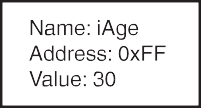 Name: iAge
Address: 0xFF
Value: 30